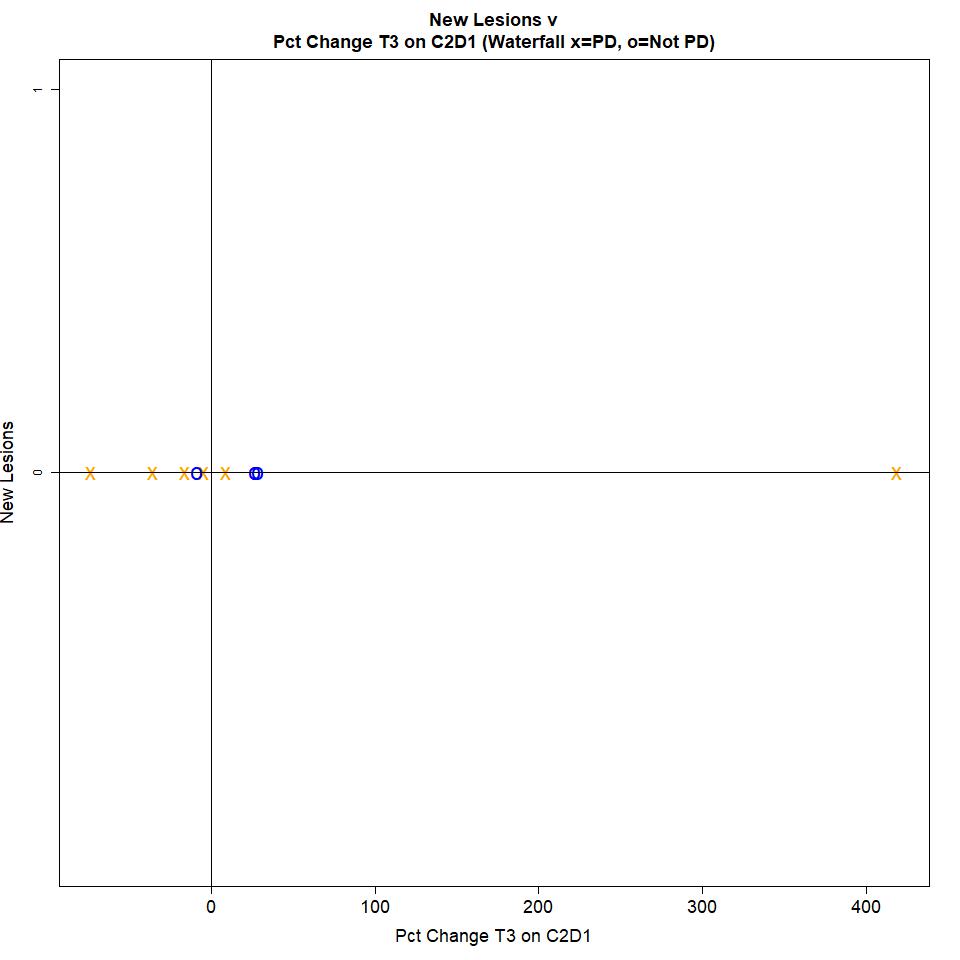 New Lesions v
Pct Change T3 on C2D1 (Waterfall x=PD, o=Not PD)
1
New Lesions
0
X X X O X X O O X
0 100 200 300 400
Pct Change T3 on C2D1